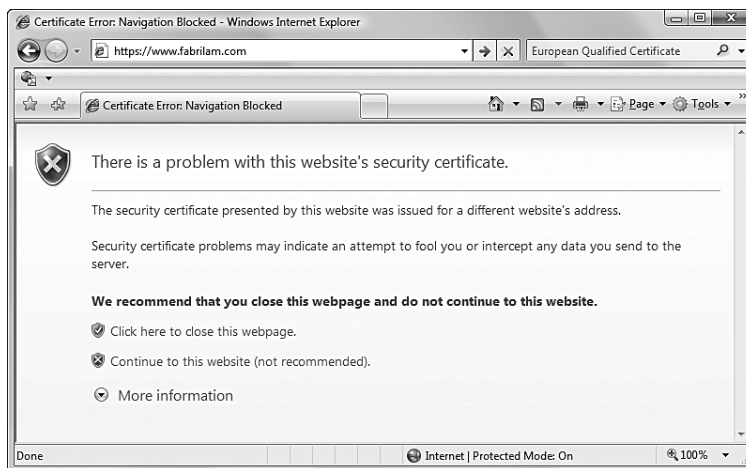 Certificate Error: Navigation Blocked - Windows Internet Explorer
https://www.fabrilam.com
European Qualified Certificate
Certificate Error: Navigation Blocked
Page
Tools
»
There is a problem with this website's security certificate.
The security certificate presented by this website was issued for a different website's address.
Security certificate problems may indicate an attempt to fool you or intercept any data you send to the
server.
We recommend that you close this webpage and do not continue to this website.
Click here to close this webpage.
Continue to this website (not recommended).
More information
Done
Internet | Protected Mode: On
100%